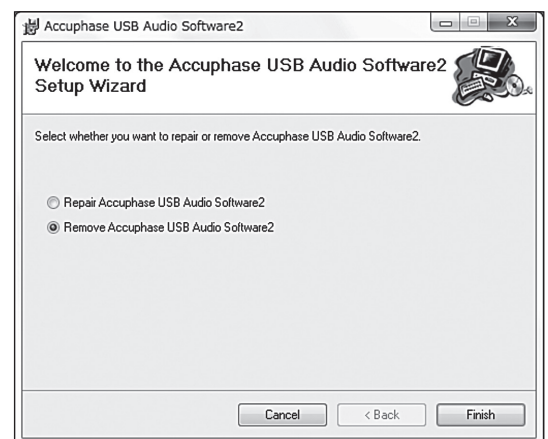 Accuphase USB Audio Software2
Welcome to the Accuphase USB Audio Software2
Setup Wizard
Select whether you want to repair or remove Accuphase USB Audio Software2.
Repair Accuphase USB Audio Software2
Remove Accuphase USB Audio Software2
Cancel
< Back
Finish